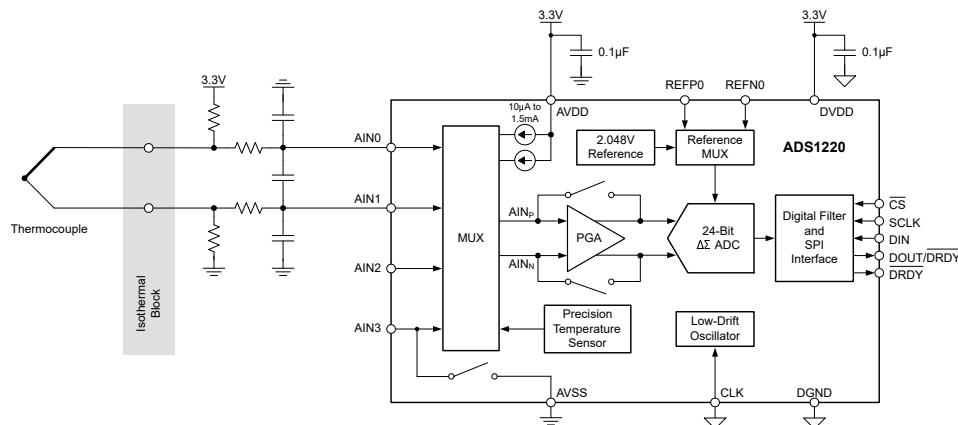 3.3V
3.3V
0.1µF
0.1µF
3.3V
REFP0
REFN0
10µA to
1.5mA
AVDD
DVDD
AIN0
2.048V
Reference
Reference
MUX
ADS1220
AIN1
AINP
CS
SCLK
Thermocouple
MUX
PGA
24-Bit
ΔΣ ADC
Digital Filter
and
SPI
Interface
DIN
AINN
DOUT/DRDY
AIN2
DRDY
Isothermal
Block
AIN3
Precision
Temperature
Sensor
Low-Drift
Oscillator
AVSS
CLK
DGND